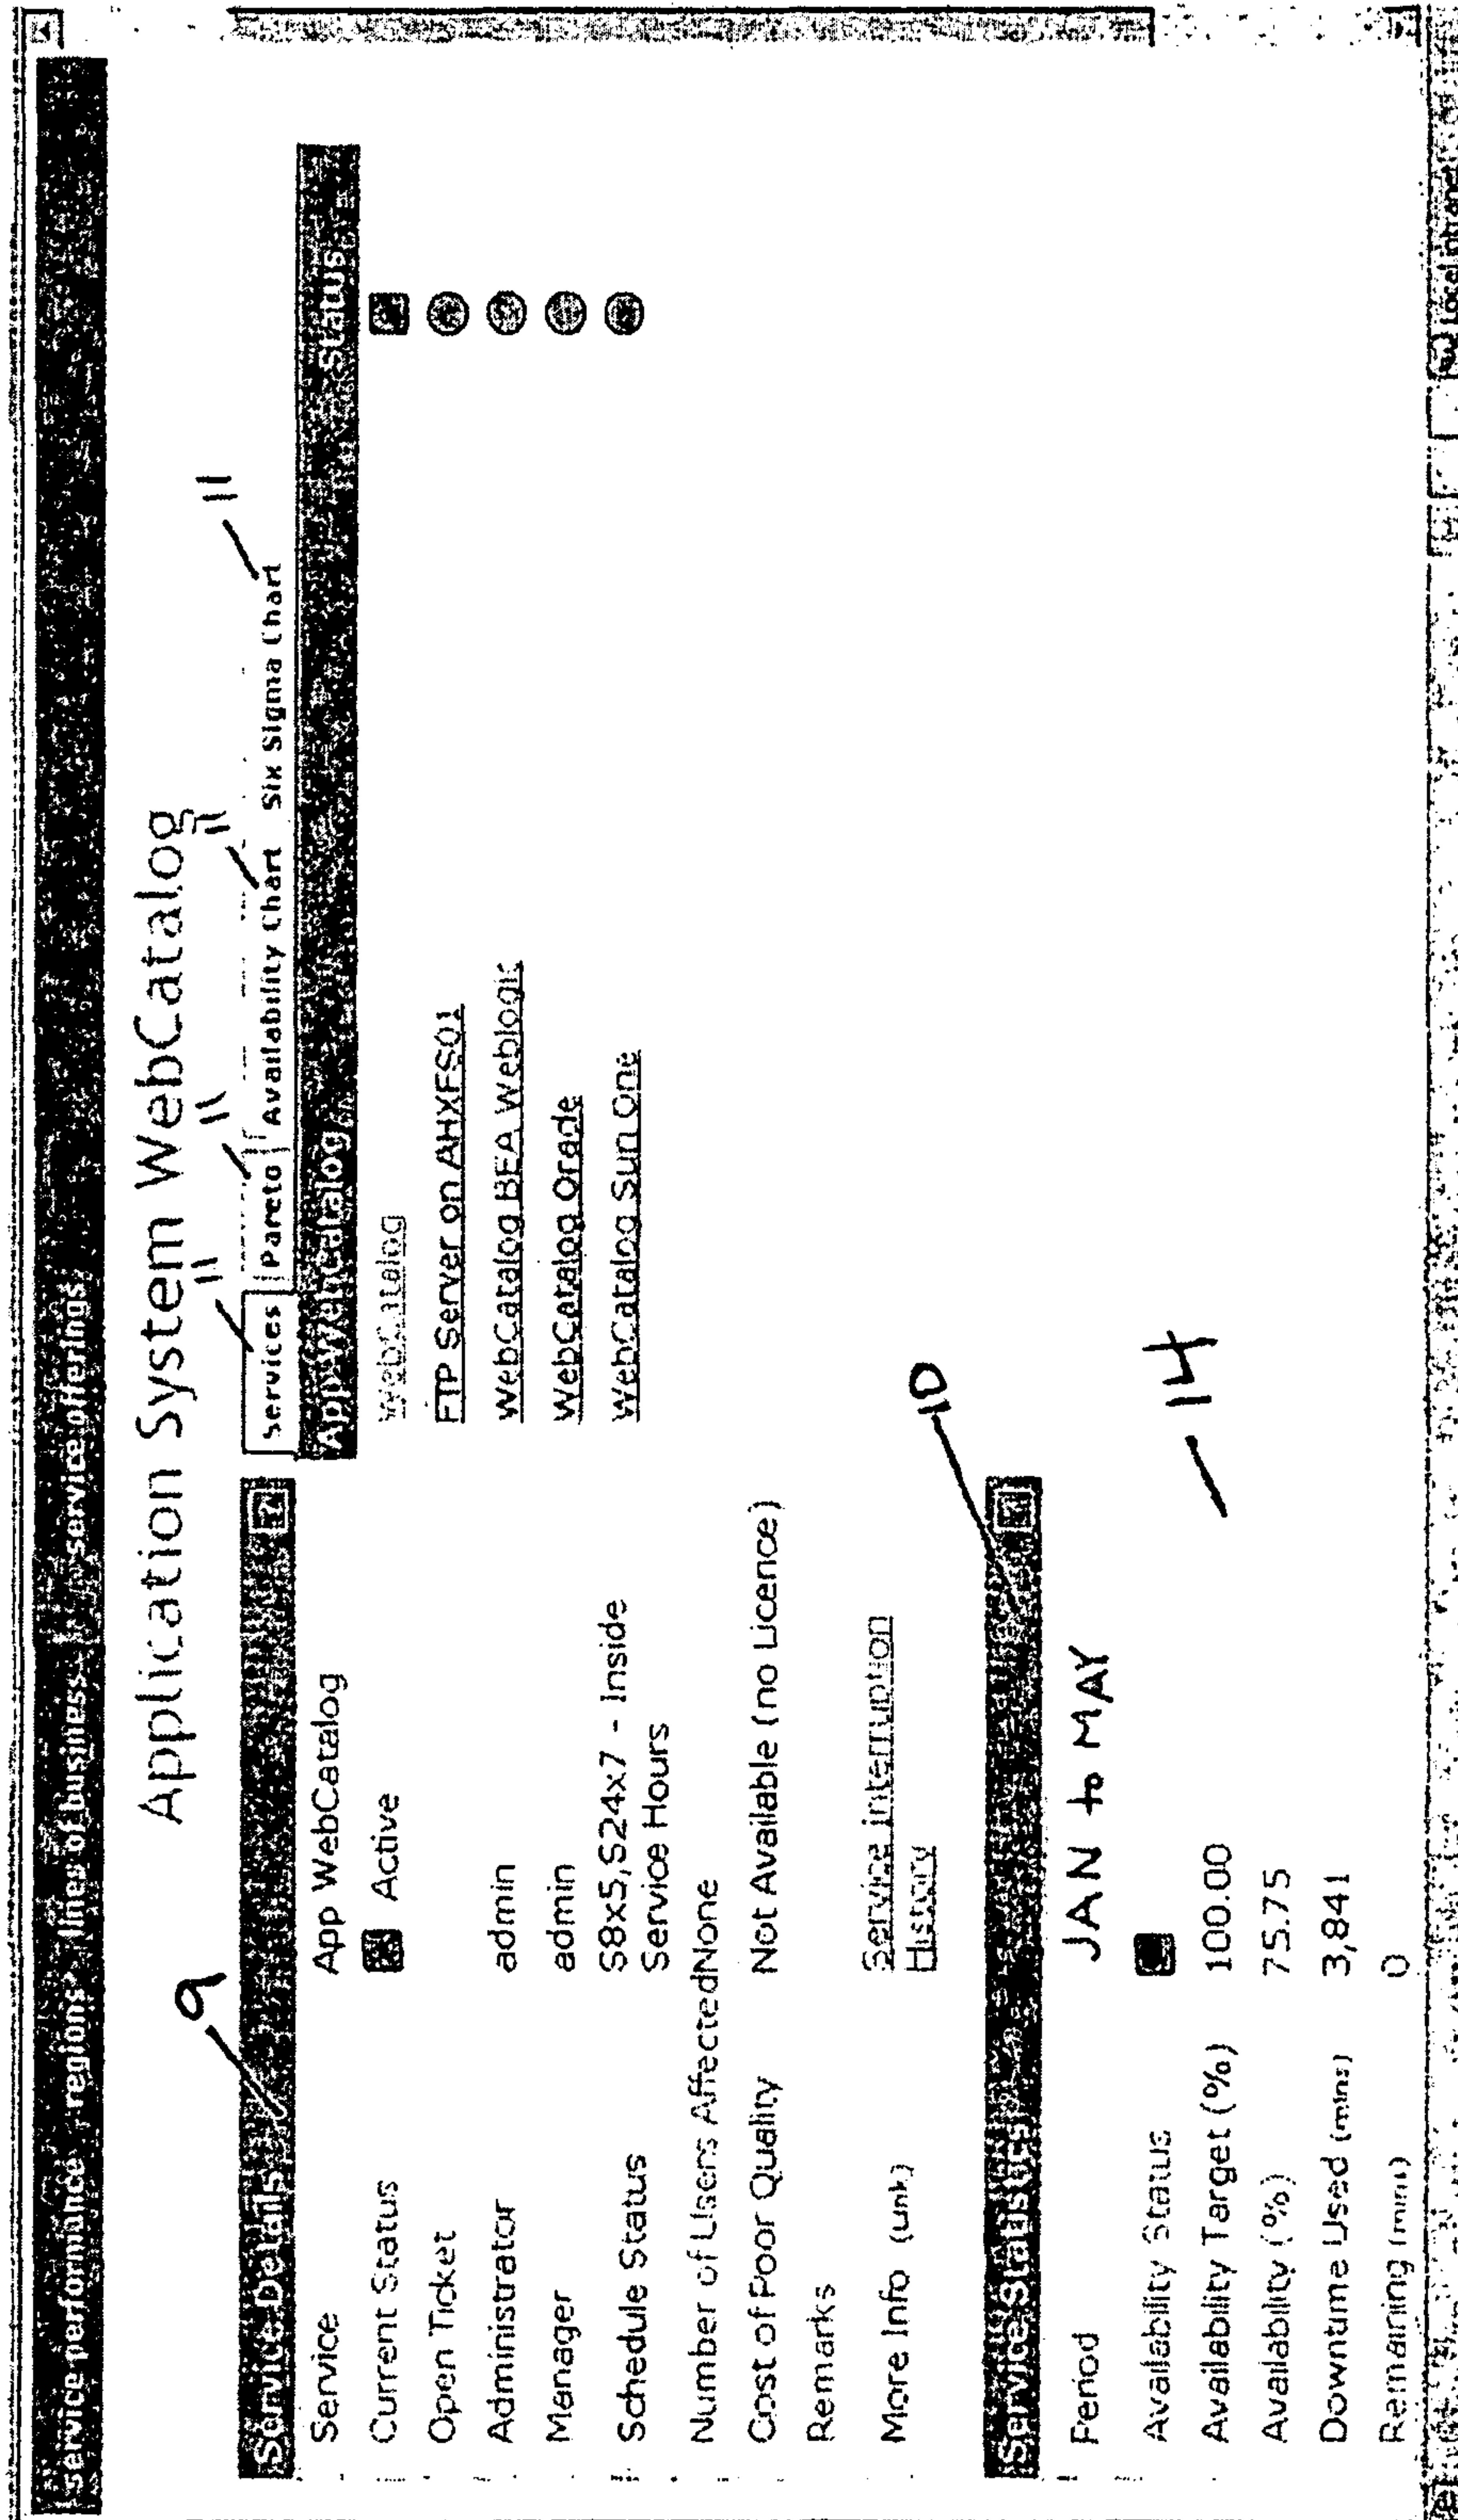 service performance regions lines of business service offerings
Application System WebCatalog
9
11 11 11 11
Service Details
Service App WebCatalog
Current Status Active
Open Ticket
Administrator admin
Manager admin
Schedule Status S8x5,S24x7 - Inside
Service Hours
Number of Users Affected None
Cost of Poor Quality Not Available (no Licence)
Remarks
More Info (link) Service interruption
History
Services Pareto Availability Chart Six Sigma Chart
App WebCatalog Status
WebCatalog
FTP Server on AHXFS01
WebCatalog BEA Weblogic
WebCatalog Oracle
WebCatalog Sun One
10
Service Statistics
Period JAN to MAY
Availability Status
Availability Target (%) 100.00
Availability (%) 75.75
Downtime Used (mins) 3,841
Remaining (mins) 0
14
Local intranet